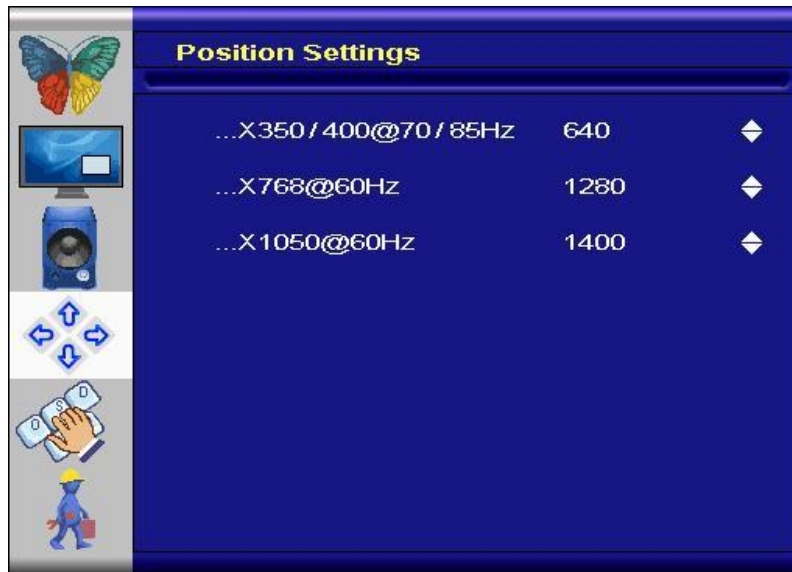 Position Settings
...X350/400@70/85Hz 640
...X768@60Hz 1280
...X1050@60Hz 1400
O S D